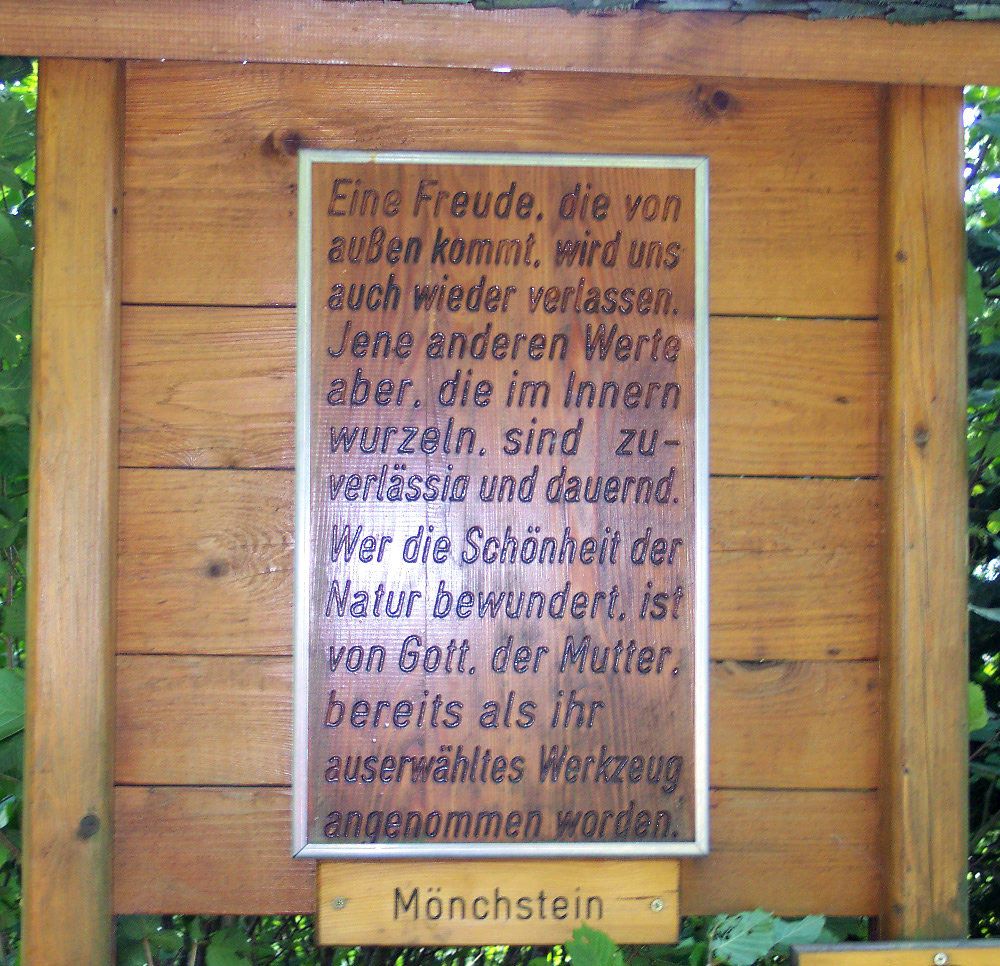 Eine Freude. die von
außen kommt. wird uns
auch wieder verlassen.
Jene anderen Werte
aber. die im Innern
wurzeln. sind zu-
verlässig und dauernd.
Wer die Schönheit der
Natur bewundert. ist
von Gott. der Mutter.
bereits als ihr
auserwähltes Werkzeug
angenommen worden.
Mönchstein